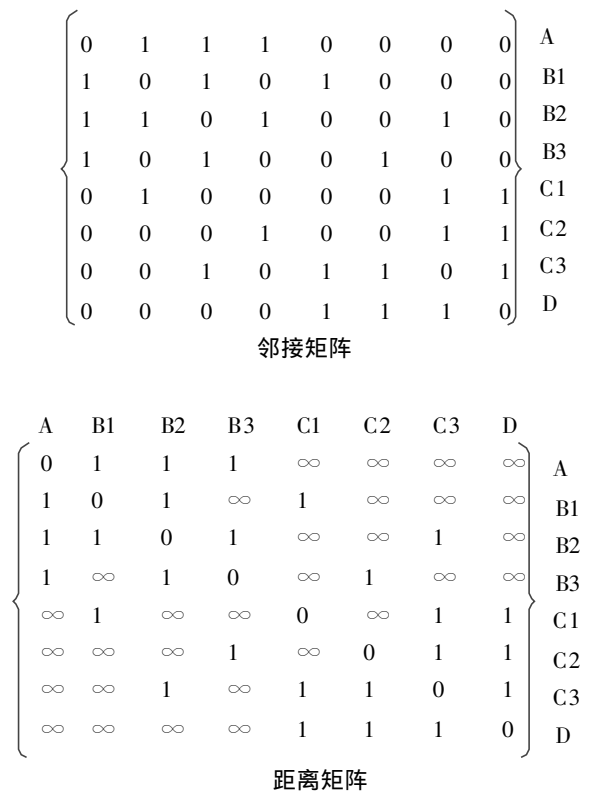 0 1 1 1 0 0 0 0 A
1 0 1 0 1 0 0 0 B1
1 1 0 1 0 0 1 0 B2
1 0 1 0 0 1 0 0 B3
0 1 0 0 0 0 1 1 C1
0 0 0 1 0 0 1 1 C2
0 0 1 0 1 1 0 1 C3
0 0 0 0 1 1 1 0 D
邻接矩阵
A B1 B2 B3 C1 C2 C3 D
0 1 1 1 ∞ ∞ ∞ ∞ A
1 0 1 ∞ 1 ∞ ∞ ∞ B1
1 1 0 1 ∞ ∞ 1 ∞ B2
1 ∞ 1 0 ∞ 1 ∞ ∞ B3
∞ 1 ∞ ∞ 0 ∞ 1 1 C1
∞ ∞ ∞ 1 ∞ 0 1 1 C2
∞ ∞ 1 ∞ 1 1 0 1 C3
∞ ∞ ∞ ∞ 1 1 1 0 D
距离矩阵